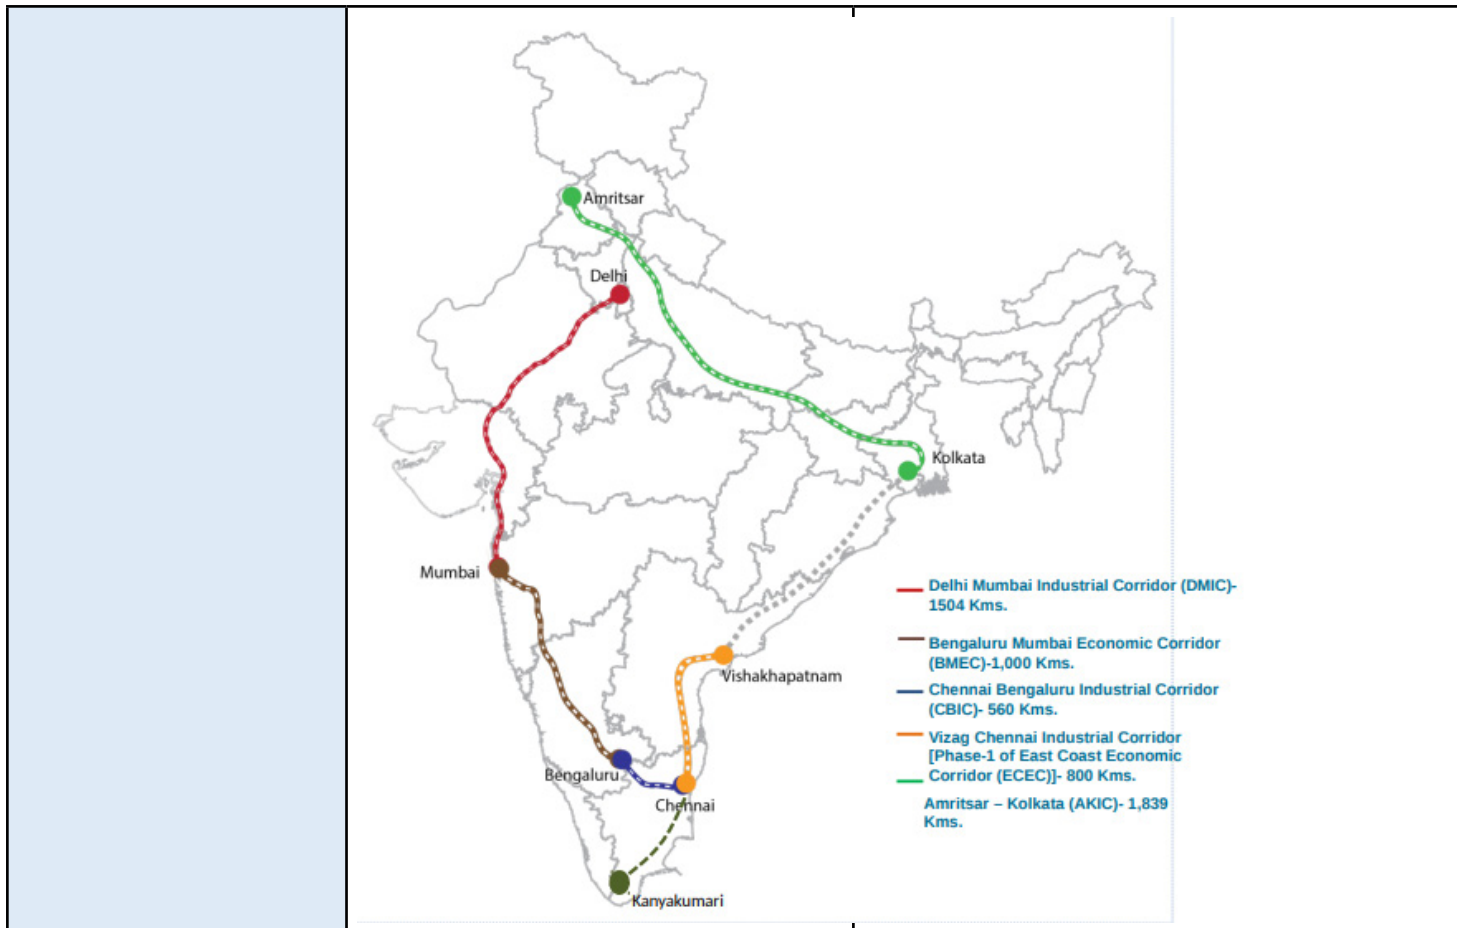 Amritsar
Delhi
Kolkata
Mumbai
Vishakhapatnam
Bengaluru
Chennai
Kanyakumari
Delhi Mumbai Industrial Corridor (DMIC)-
1504 Kms.
Bengaluru Mumbai Economic Corridor
(BMEC)-1,000 Kms.
Chennai Bengaluru Industrial Corridor
(CBIC)- 560 Kms.
Vizag Chennai Industrial Corridor
[Phase-1 of East Coast Economic
Corridor (ECEC)]- 800 Kms.
Amritsar – Kolkata (AKIC)- 1,839
Kms.